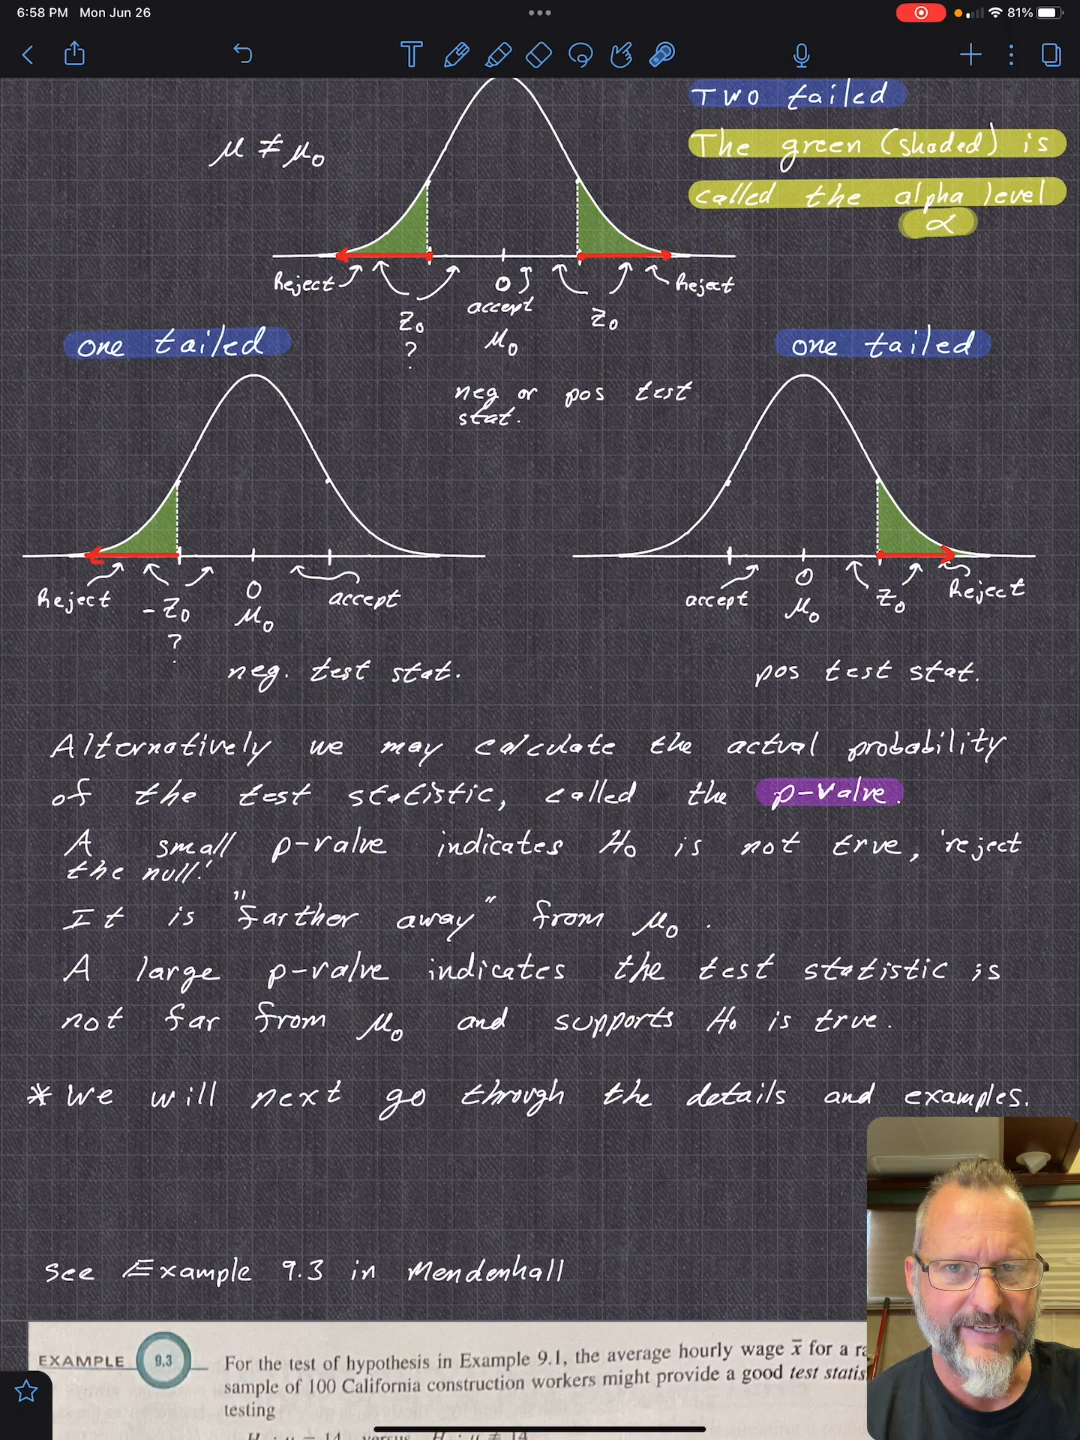 6:58 PM Mon Jun 26
81%
T
Two tailed
μ ≠ μ₀
The green (shaded) is
called the alpha level
α
Reject
Reject
0
accept
z₀
z₀
?
μ₀
one tailed
one tailed
neg or pos test
stat.
Reject
-z₀
?
0
μ₀
accept
accept
0
μ₀
z₀
Reject
neg. test stat.
pos test stat.
Alternatively we may calculate the actual probability
of the test statistic, called the p-value.
A small p-value indicates H₀ is not true, 'reject
the null.'
It is "farther away" from μ₀.
A large p-value indicates the test statistic is
not far from μ₀ and supports H₀ is true.
* We will next go through the details and examples.
see Example 9.3 in Mendenhall
EXAMPLE 9.3
For the test of hypothesis in Example 9.1, the average hourly wage x̄ for a
sample of 100 California construction workers might provide a good test
testing
H₀ : μ = 14 versus : μ ≠ 14